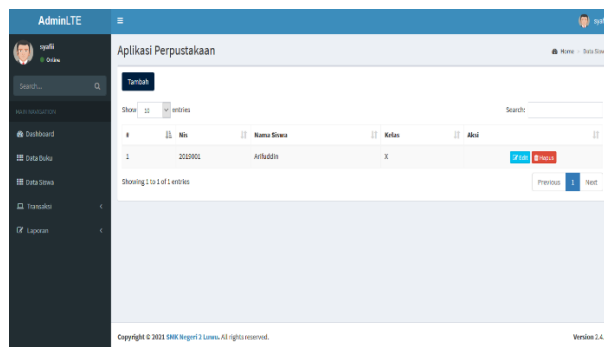 AdminLTE
syafii
Online
Search...
MAIN NAVIGATION
Dashboard
Data Buku
Data Siswa
Transaksi
Laporan
Aplikasi Perpustakaan
Home > Data Sisw
Tambah
Show 10 entries
Search:
# Nis Nama Siswa Kelas Aksi
1 2019001 Arifuddin X Edit Hapus
Showing 1 to 1 of 1 entries
Previous 1 Next
Copyright © 2021 SMK Negeri 2 Luwu. All rights reserved.
Version 2.4.